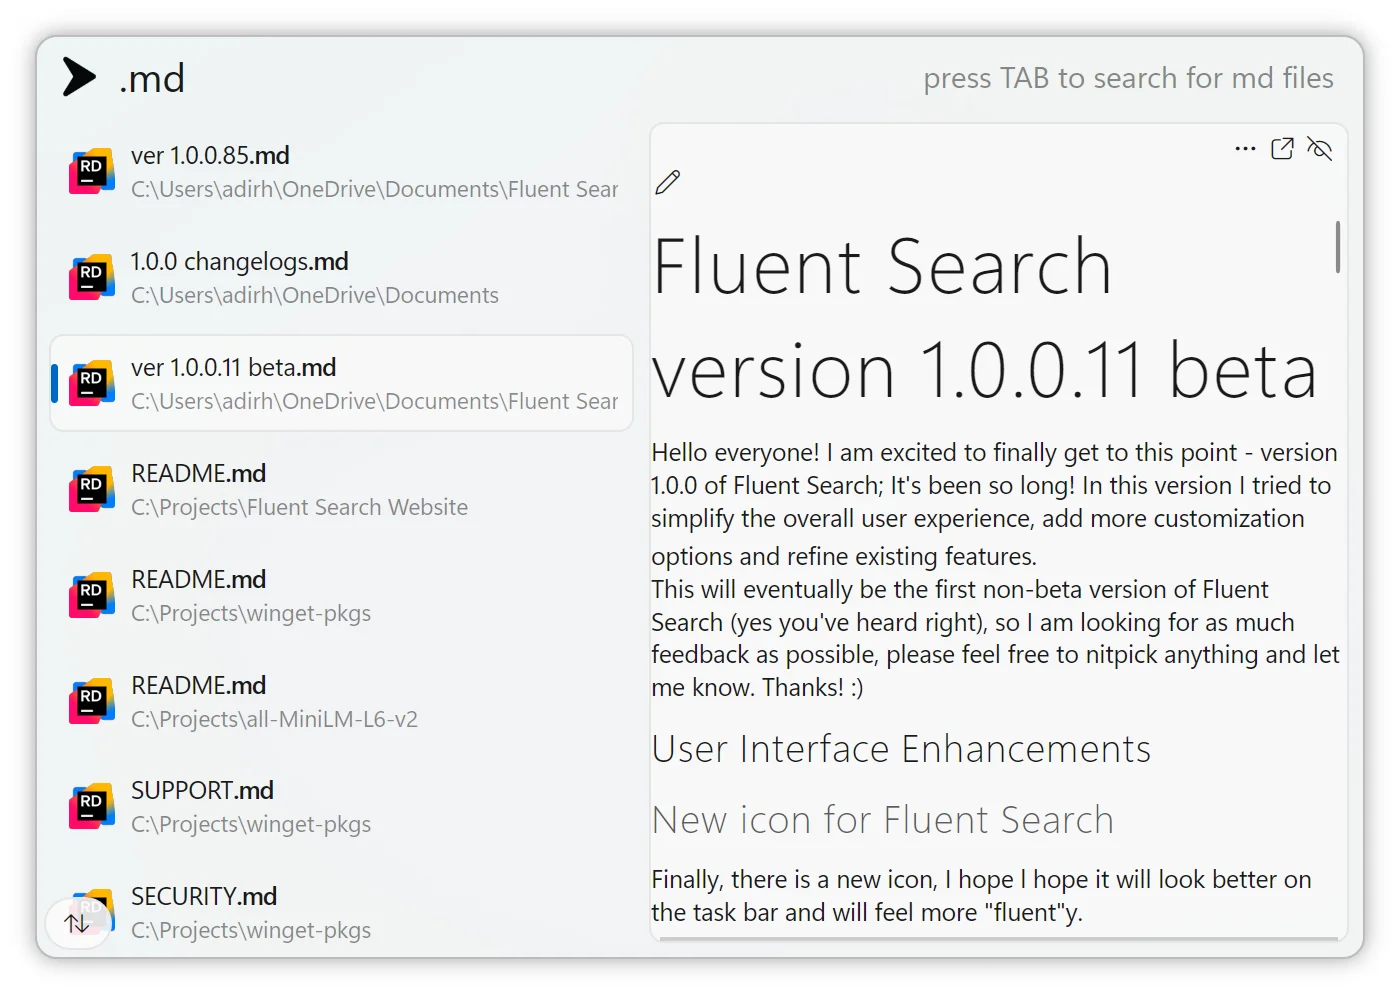 .md
press TAB to search for md files
RD
ver 1.0.0.85.md
C:\Users\adirh\OneDrive\Documents\Fluent Sear
RD
1.0.0 changelogs.md
C:\Users\adirh\OneDrive\Documents
RD
ver 1.0.0.11 beta.md
C:\Users\adirh\OneDrive\Documents\Fluent Sear
RD
README.md
C:\Projects\Fluent Search Website
RD
README.md
C:\Projects\winget-pkgs
RD
README.md
C:\Projects\all-MiniLM-L6-v2
RD
SUPPORT.md
C:\Projects\winget-pkgs
RD
SECURITY.md
C:\Projects\winget-pkgs
Fluent Search
version 1.0.0.11 beta
Hello everyone! I am excited to finally get to this point - version
1.0.0 of Fluent Search; It's been so long! In this version I tried to
simplify the overall user experience, add more customization
options and refine existing features.
This will eventually be the first non-beta version of Fluent
Search (yes you've heard right), so I am looking for as much
feedback as possible, please feel free to nitpick anything and let
me know. Thanks! :)
User Interface Enhancements
New icon for Fluent Search
Finally, there is a new icon, I hope I hope it will look better on
the task bar and will feel more "fluent"y.